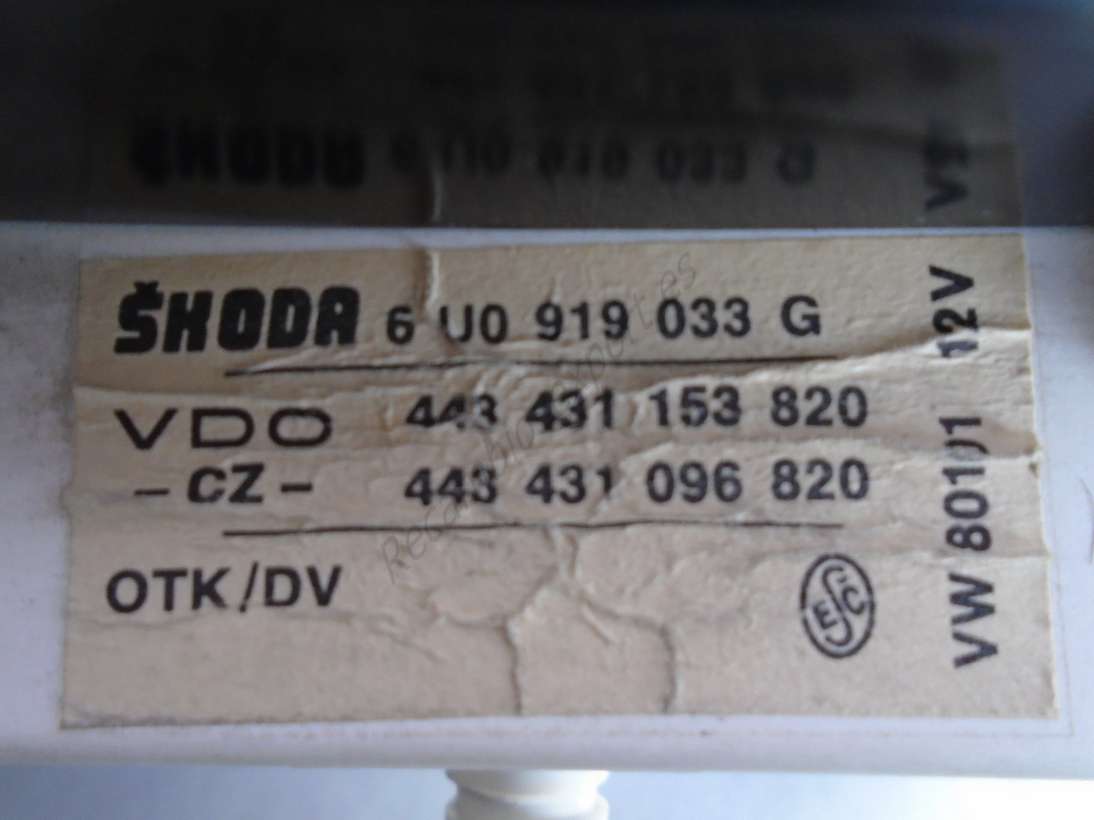 ŠKODA 6 U0 919 033 G
VDO 443 431 153 820
- CZ - 443 431 096 820
OTK/DV
ESČ
VW 80101 12V